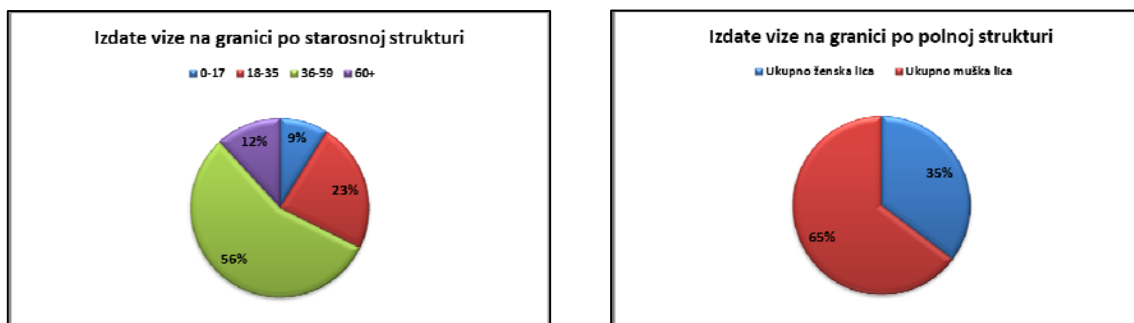 Izdate vize na granici po starosnoj strukturi
0-17 18-35 36-59 60+
12% 9%
23%
56%
Izdate vize na granici po polnoj strukturi
Ukupno ženska lica Ukupno muška lica
35%
65%